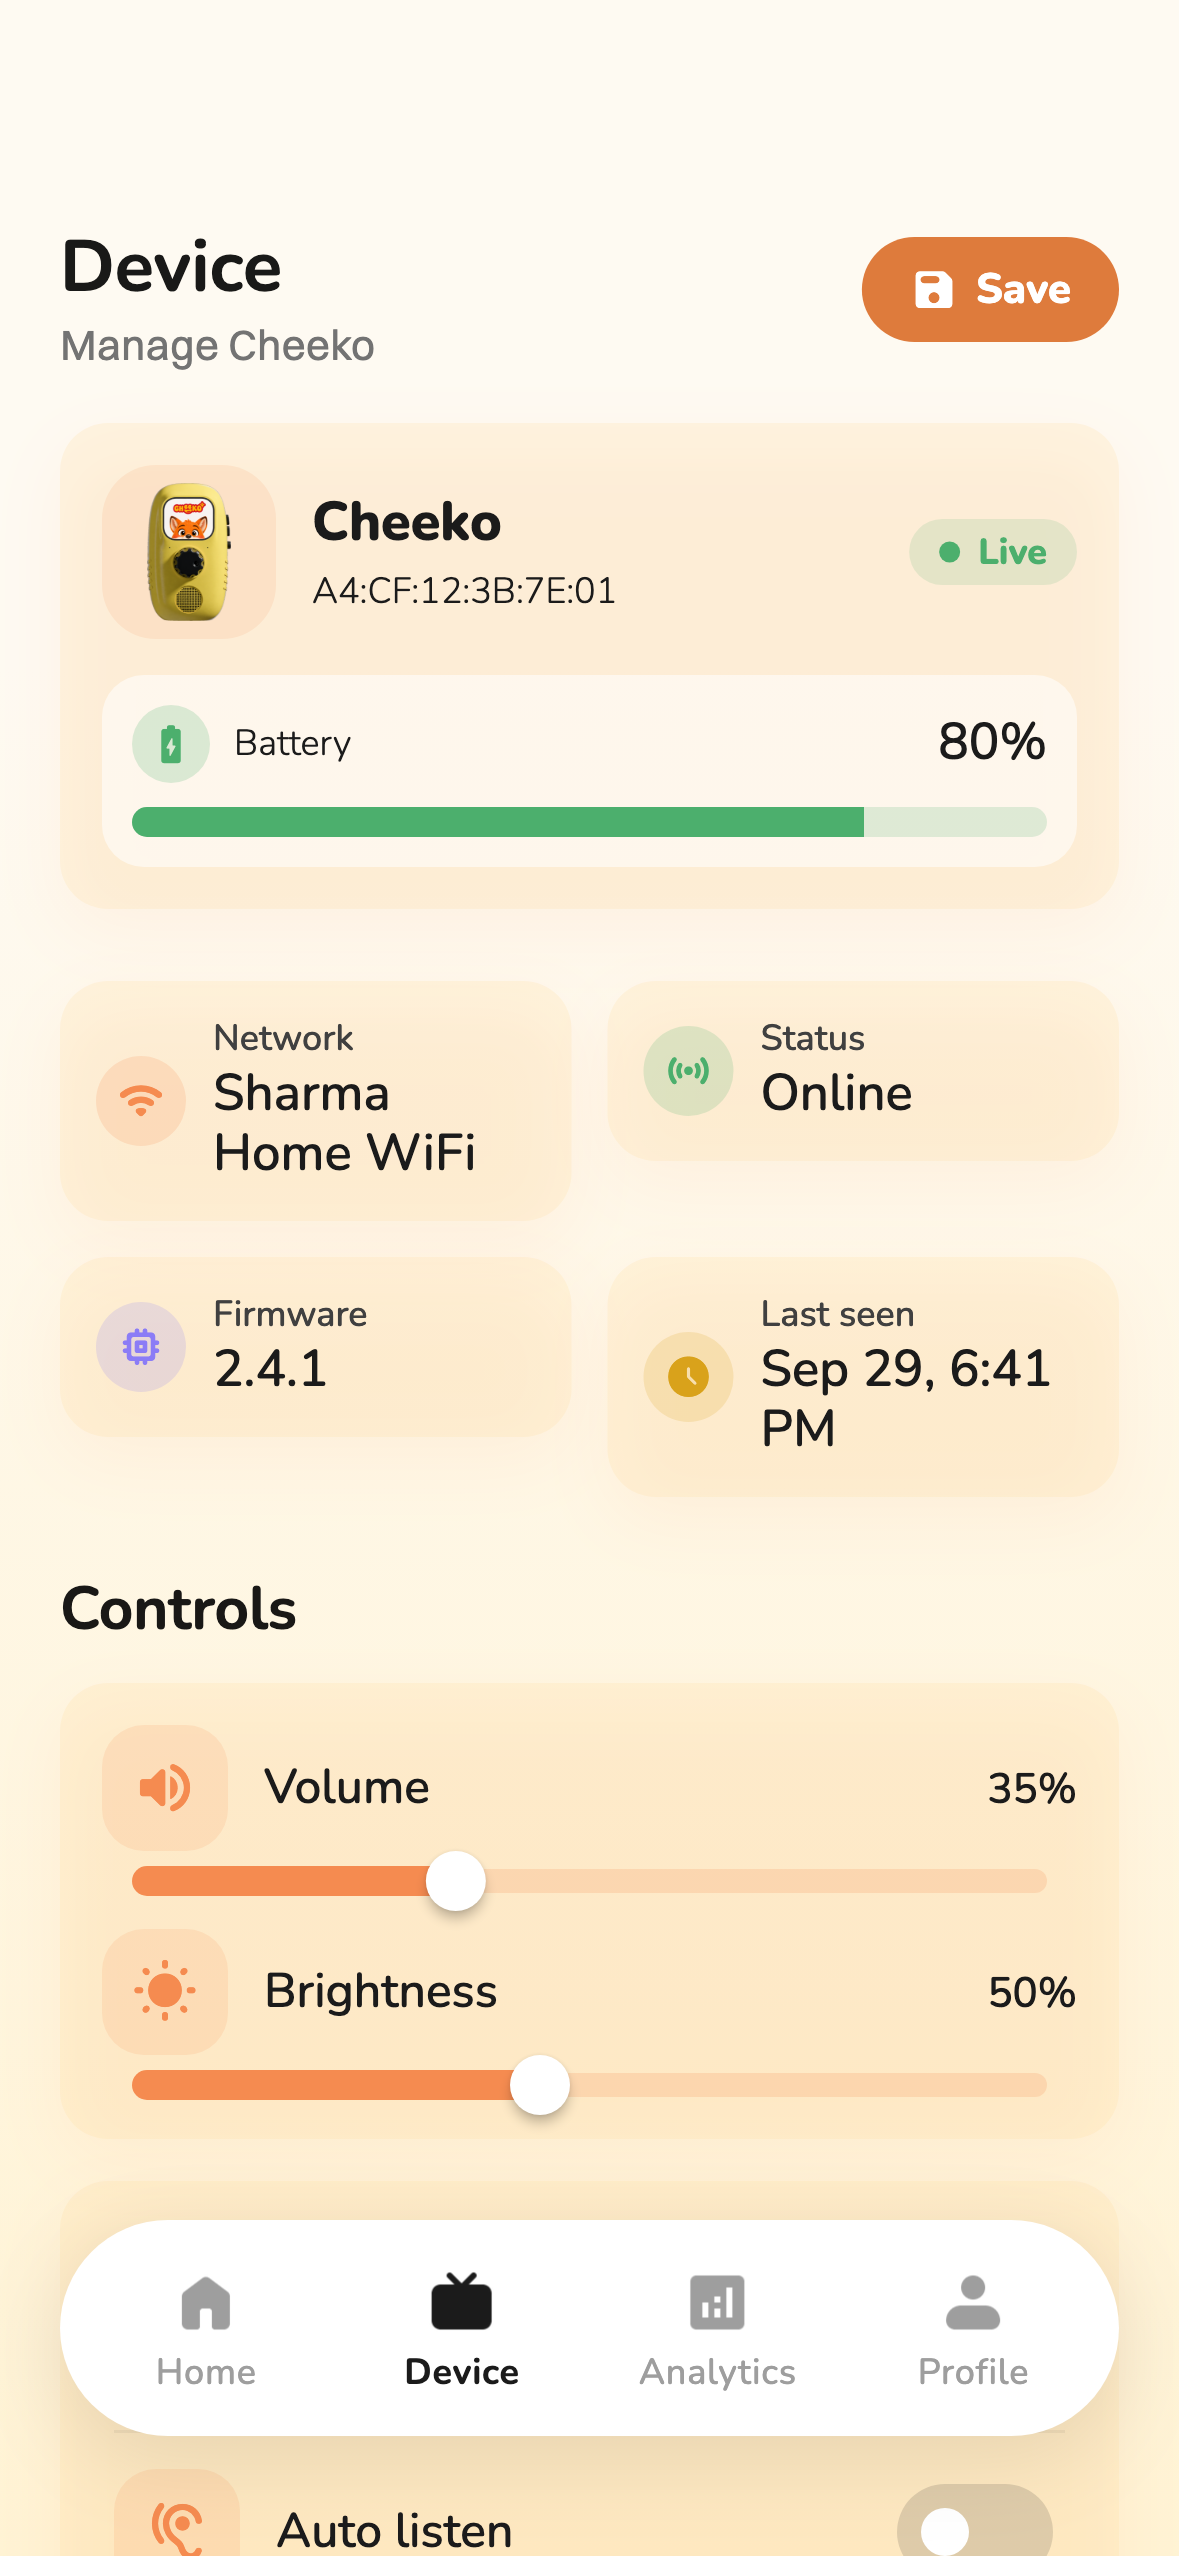 Device
Save
Manage Cheeko
CHEEKO
Cheeko
A4:CF:12:3B:7E:01
Live
Battery
80%
Network
Sharma
Home WiFi
Status
Online
Firmware
2.4.1
Last seen
Sep 29, 6:41
PM
Controls
Volume
35%
Brightness
50%
Home
Device
Analytics
Profile
Auto listen